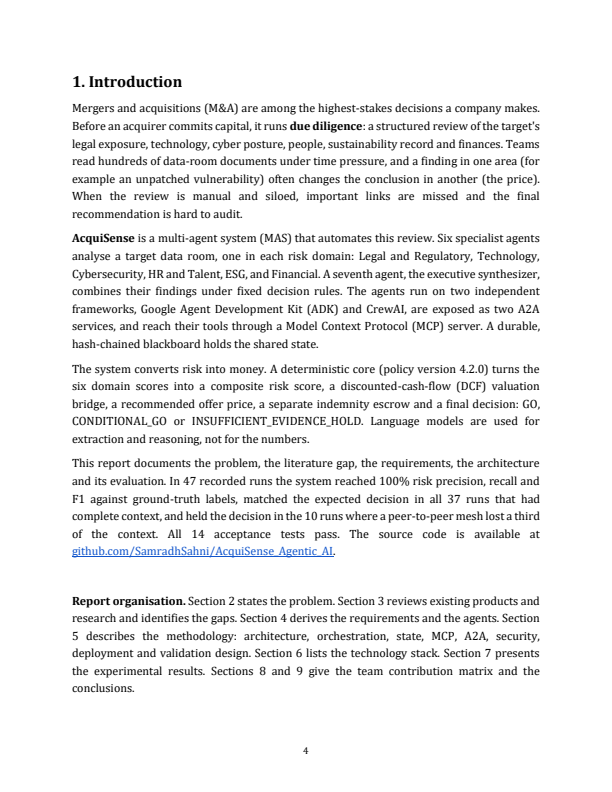 1. Introduction
Mergers and acquisitions (M&A) are among the highest-stakes decisions a company makes.
Before an acquirer commits capital, it runs due diligence: a structured review of the target's
legal exposure, technology, cyber posture, people, sustainability record and finances. Teams
read hundreds of data-room documents under time pressure, and a finding in one area (for
example an unpatched vulnerability) often changes the conclusion in another (the price).
When the review is manual and siloed, important links are missed and the final
recommendation is hard to audit.
AcquiSense is a multi-agent system (MAS) that automates this review. Six specialist agents
analyse a target data room, one in each risk domain: Legal and Regulatory, Technology,
Cybersecurity, HR and Talent, ESG, and Financial. A seventh agent, the executive synthesizer,
combines their findings under fixed decision rules. The agents run on two independent
frameworks, Google Agent Development Kit (ADK) and CrewAI, are exposed as two A2A
services, and reach their tools through a Model Context Protocol (MCP) server. A durable,
hash-chained blackboard holds the shared state.
The system converts risk into money. A deterministic core (policy version 4.2.0) turns the
six domain scores into a composite risk score, a discounted-cash-flow (DCF) valuation
bridge, a recommended offer price, a separate indemnity escrow and a final decision: GO,
CONDITIONAL_GO or INSUFFICIENT_EVIDENCE_HOLD. Language models are used for
extraction and reasoning, not for the numbers.
This report documents the problem, the literature gap, the requirements, the architecture
and its evaluation. In 47 recorded runs the system reached 100% risk precision, recall and
F1 against ground-truth labels, matched the expected decision in all 37 runs that had
complete context, and held the decision in the 10 runs where a peer-to-peer mesh lost a third
of the context. All 14 acceptance tests pass. The source code is available at
github.com/SamradhSahni/AcquiSense_Agentic_AI.
Report organisation. Section 2 states the problem. Section 3 reviews existing products and
research and identifies the gaps. Section 4 derives the requirements and the agents. Section
5 describes the methodology: architecture, orchestration, state, MCP, A2A, security,
deployment and validation design. Section 6 lists the technology stack. Section 7 presents
the experimental results. Sections 8 and 9 give the team contribution matrix and the
conclusions.
4